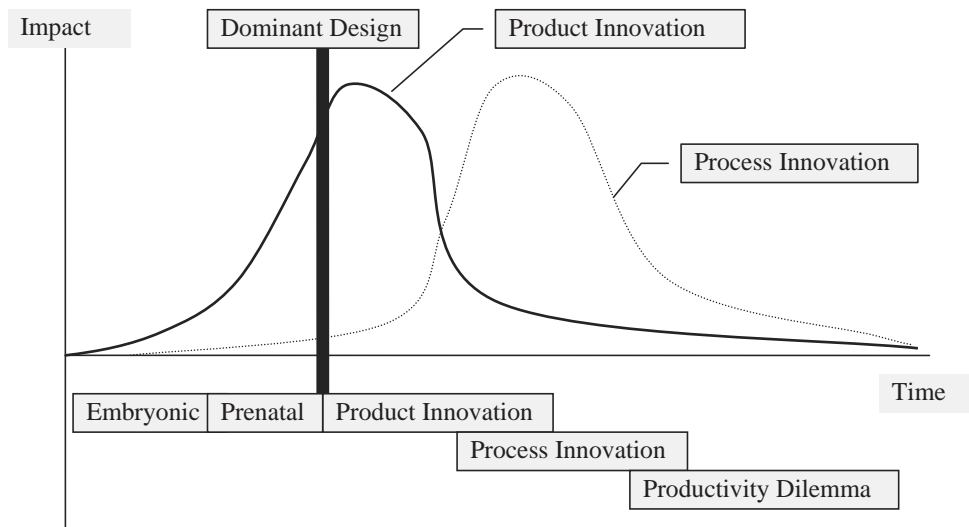 Impact
Dominant Design
Product Innovation
Process Innovation
Time
Embryonic
Prenatal
Product Innovation
Process Innovation
Productivity Dilemma